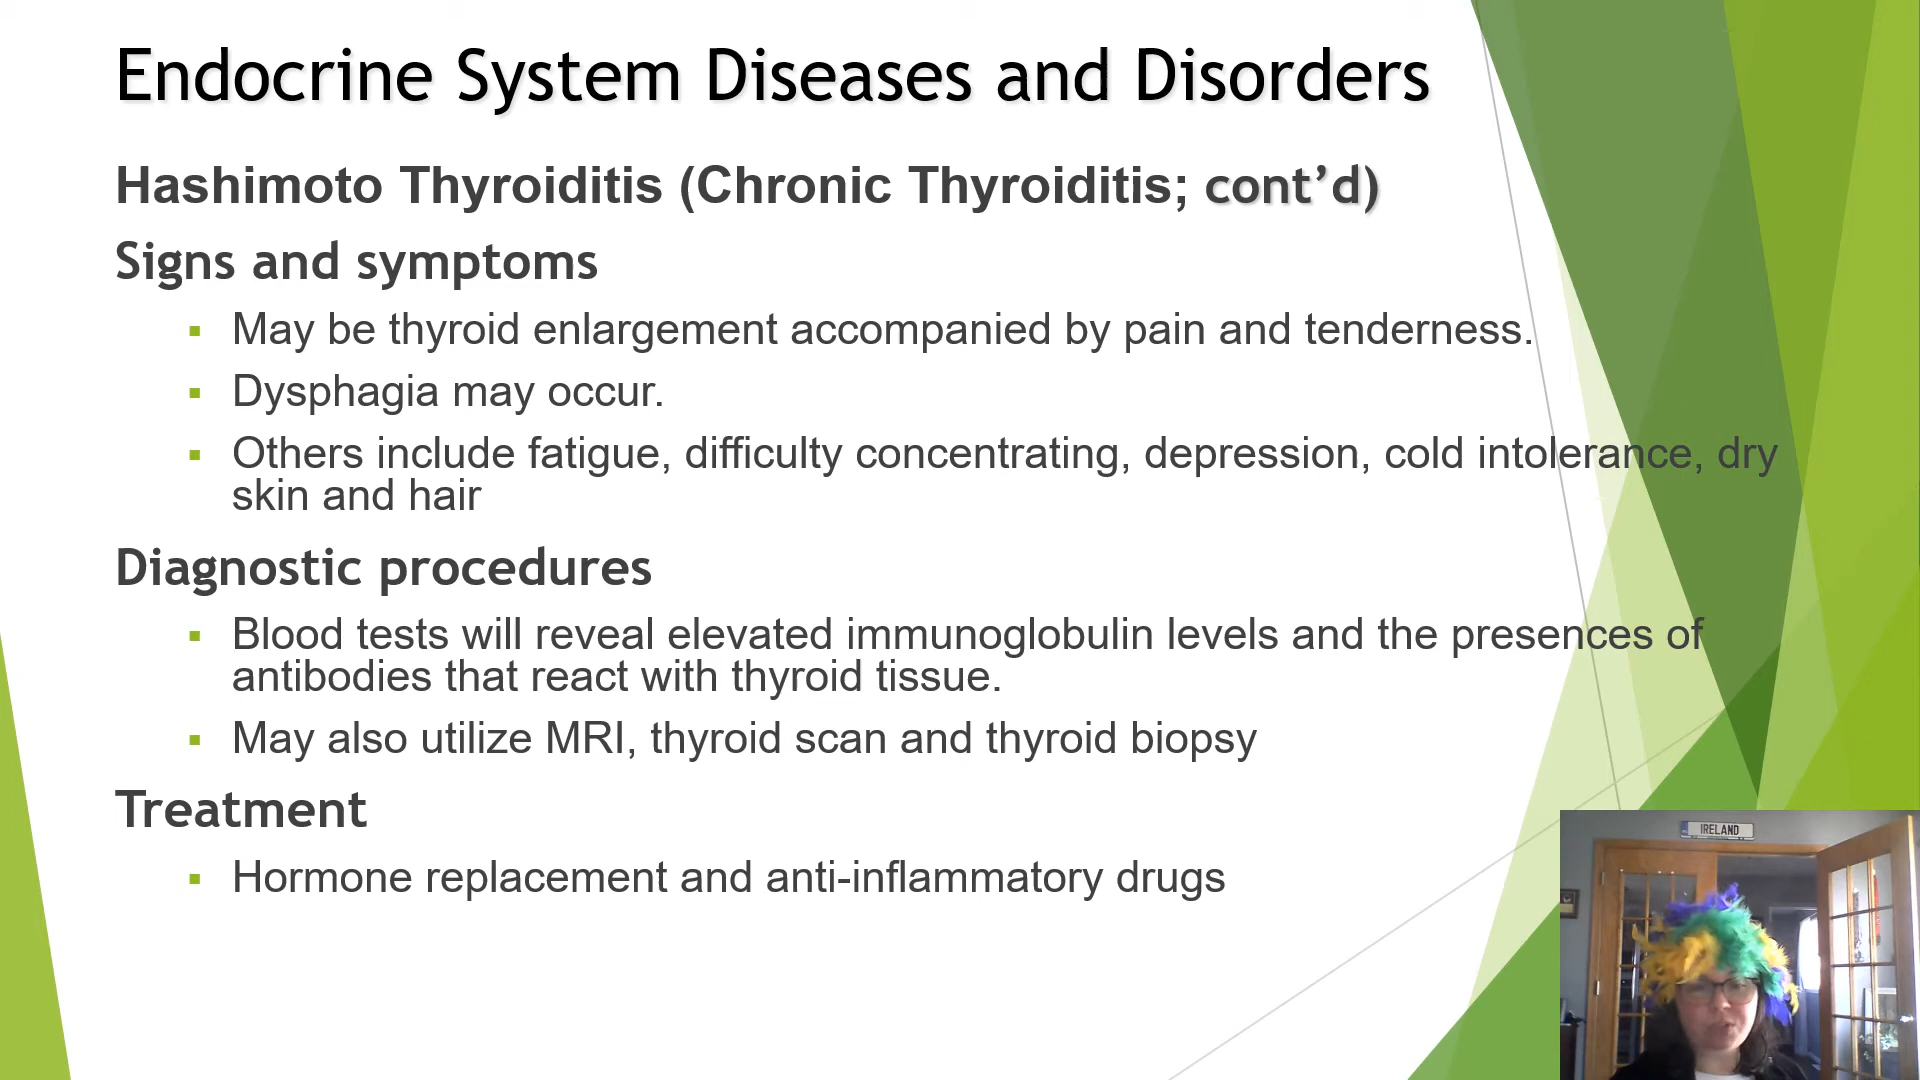 Endocrine System Diseases and Disorders
Hashimoto Thyroiditis (Chronic Thyroiditis; cont’d)
Signs and symptoms
▪ May be thyroid enlargement accompanied by pain and tenderness.
▪ Dysphagia may occur.
▪ Others include fatigue, difficulty concentrating, depression, cold intolerance, dry
skin and hair
Diagnostic procedures
▪ Blood tests will reveal elevated immunoglobulin levels and the presences of
antibodies that react with thyroid tissue.
▪ May also utilize MRI, thyroid scan and thyroid biopsy
Treatment
▪ Hormone replacement and anti-inflammatory drugs
IRELAND